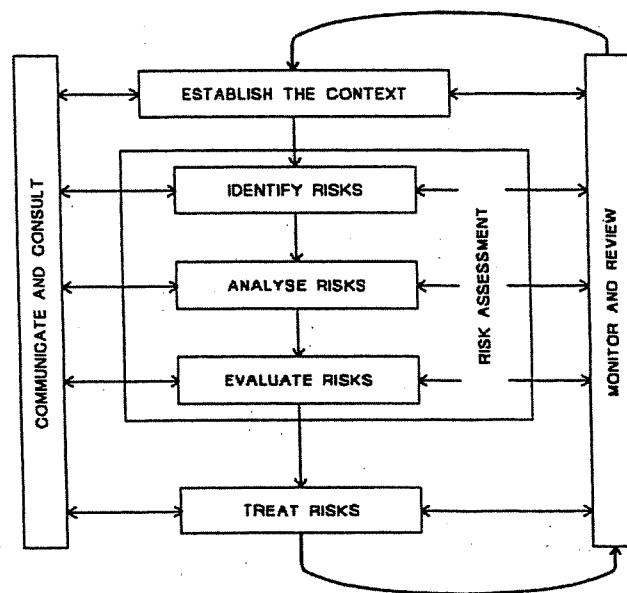 ESTABLISH THE CONTEXT
COMMUNICATE AND CONSULT
IDENTIFY RISKS
ANALYSE RISKS
EVALUATE RISKS
RISK ASSESSMENT
MONITOR AND REVIEW
TREAT RISKS